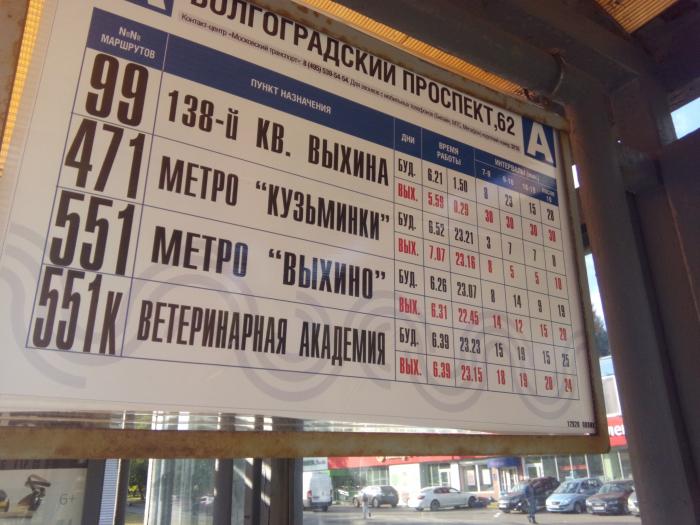 А
ВОЛГОГРАДСКИЙ ПРОСПЕКТ,62
А
№№ МАРШРУТОВ
ПУНКТ НАЗНАЧЕНИЯ
ДНИ
ВРЕМЯ РАБОТЫ
99
138-й КВ. ВЫХИНА
БУД. 6.21 1.50 8 23 15 28
ВЫХ. 5.59 0.29 30 30 30 30
471
МЕТРО "КУЗЬМИНКИ"
БУД. 6.52 23.21 3 7 7 8
ВЫХ. 7.07 23.16 8 5 5 10
551
МЕТРО "ВЫХИНО"
БУД. 6.26 23.07 8 14 9 19
ВЫХ. 6.31 22.45 14 12 15 20
551к
ВЕТЕРИНАРНАЯ АКАДЕМИЯ
БУД. 6.39 23.23 15 19 15 25
ВЫХ. 6.39 23.15 18 19 20 24
6+